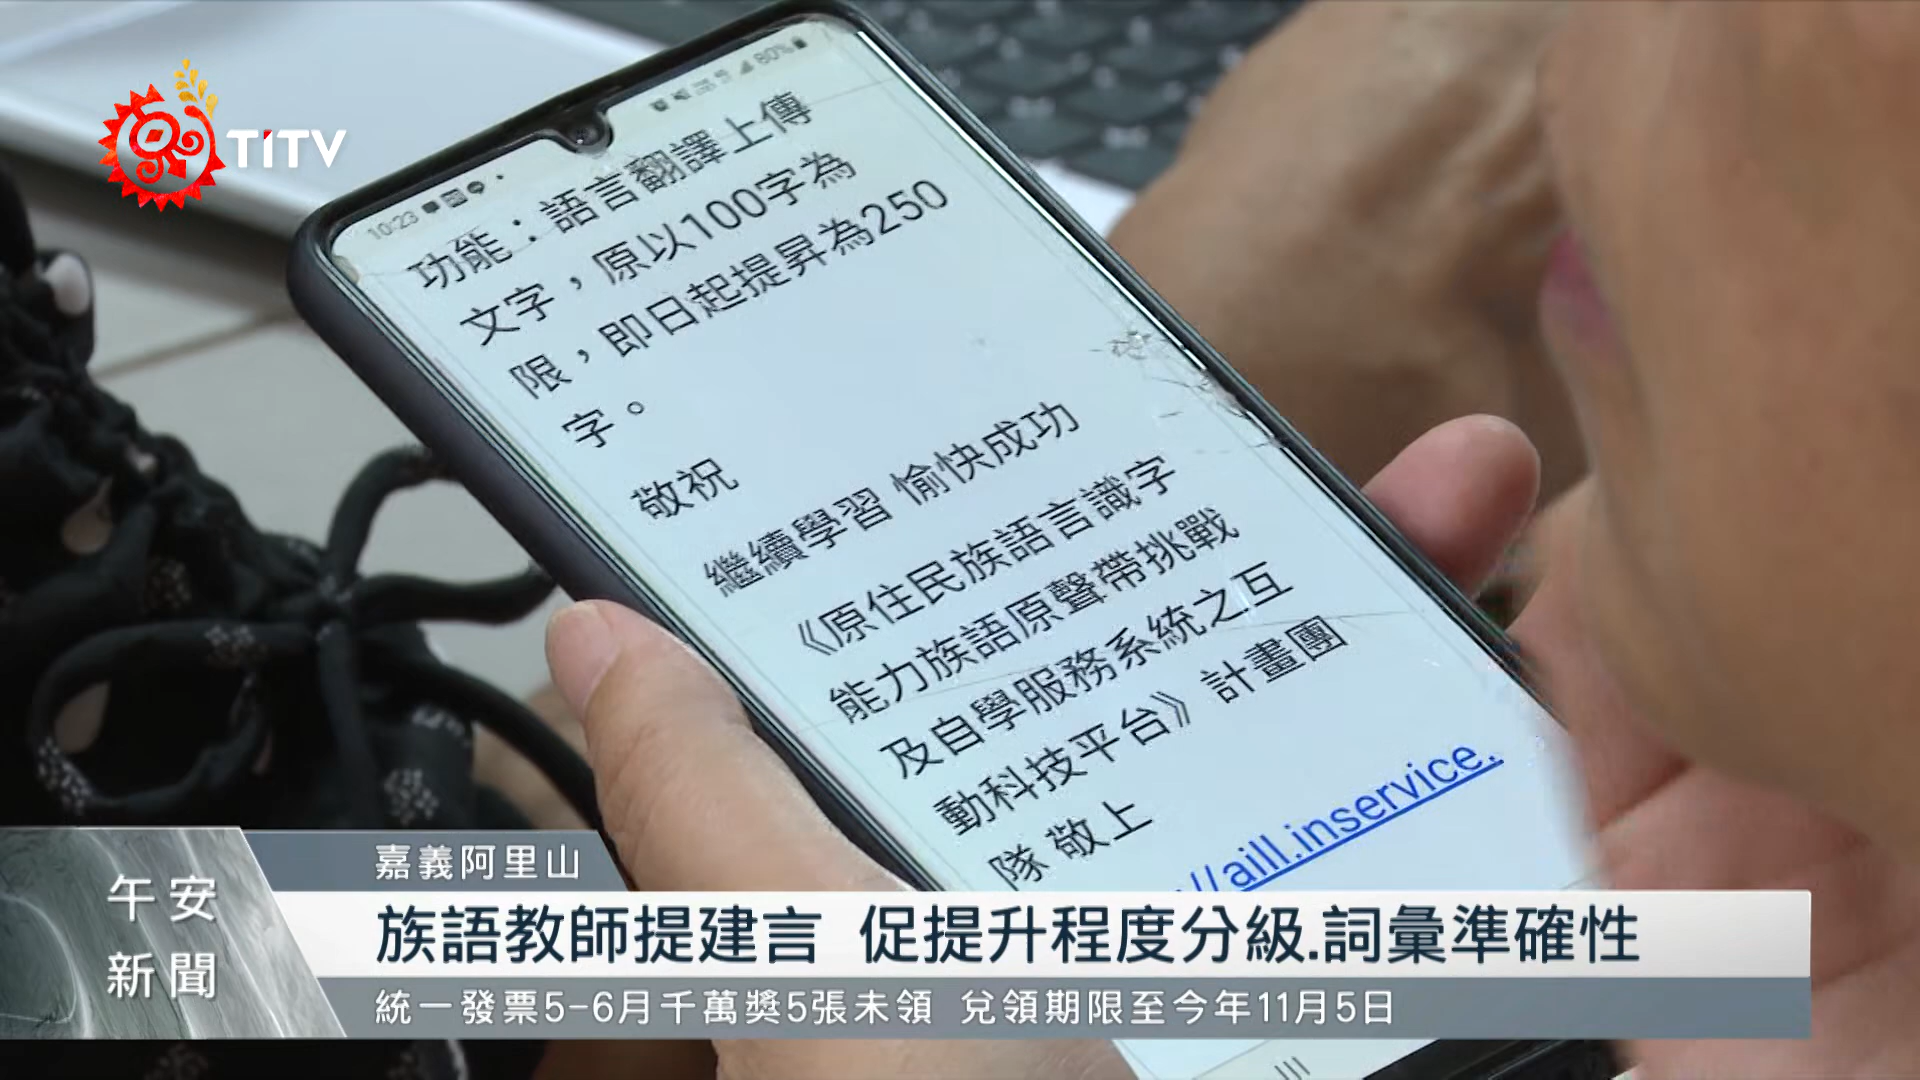 TiTV
10:23
80%
功能：語言翻譯上傳
文字，原以100字為
限，即日起提昇為250
字。
敬祝
繼續學習 愉快成功
《原住民族語言識字
能力族語原聲帶挑戰
及自學服務系統之互
動科技平台》計畫團
隊 敬上
//aill.inservice.
嘉義阿里山
午安
新聞
族語教師提建言 促提升程度分級.詞彙準確性
統一發票5-6月千萬獎5張未領 兌領期限至今年11月5日